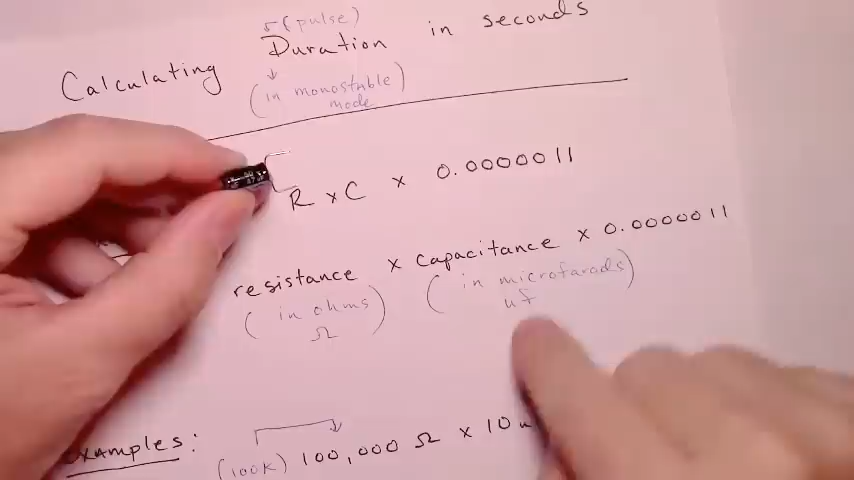 (pulse)
Calculating Duration in seconds
(in monostable
mode)
R x C x 0.0000011
resistance x capacitance x 0.0000011
(in ohms) (in microfarads)
Ω uf
examples:
(100K) 100,000 Ω x 10 u